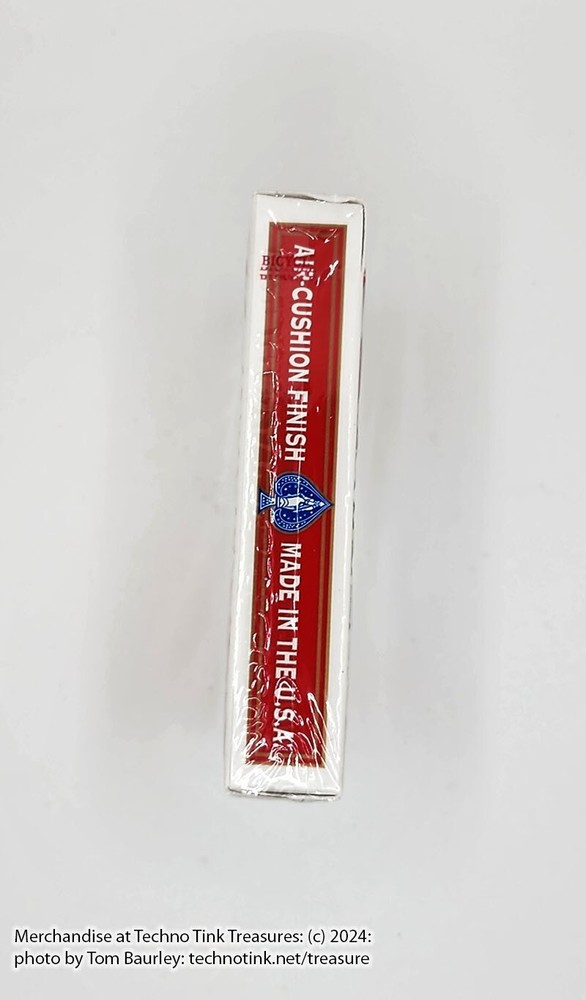 AIR-CUSHION FINISH
MADE IN THE U.S.A.
BICYCLE
Merchandise at Techno Tink Treasures: (c) 2024:
photo by Tom Baurley: technotink.net/treasure